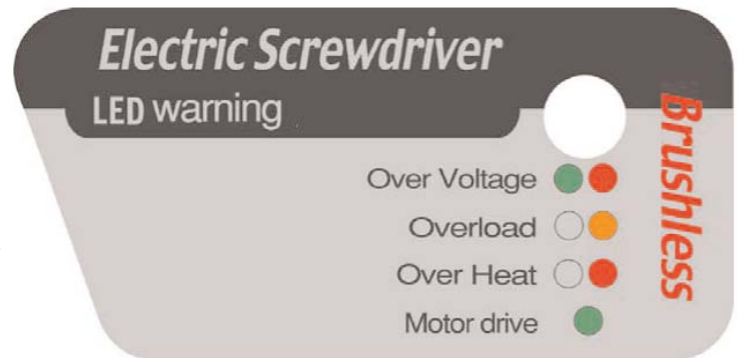 Electric Screwdriver
LED warning
Brushless
Over Voltage
Overload
Over Heat
Motor drive